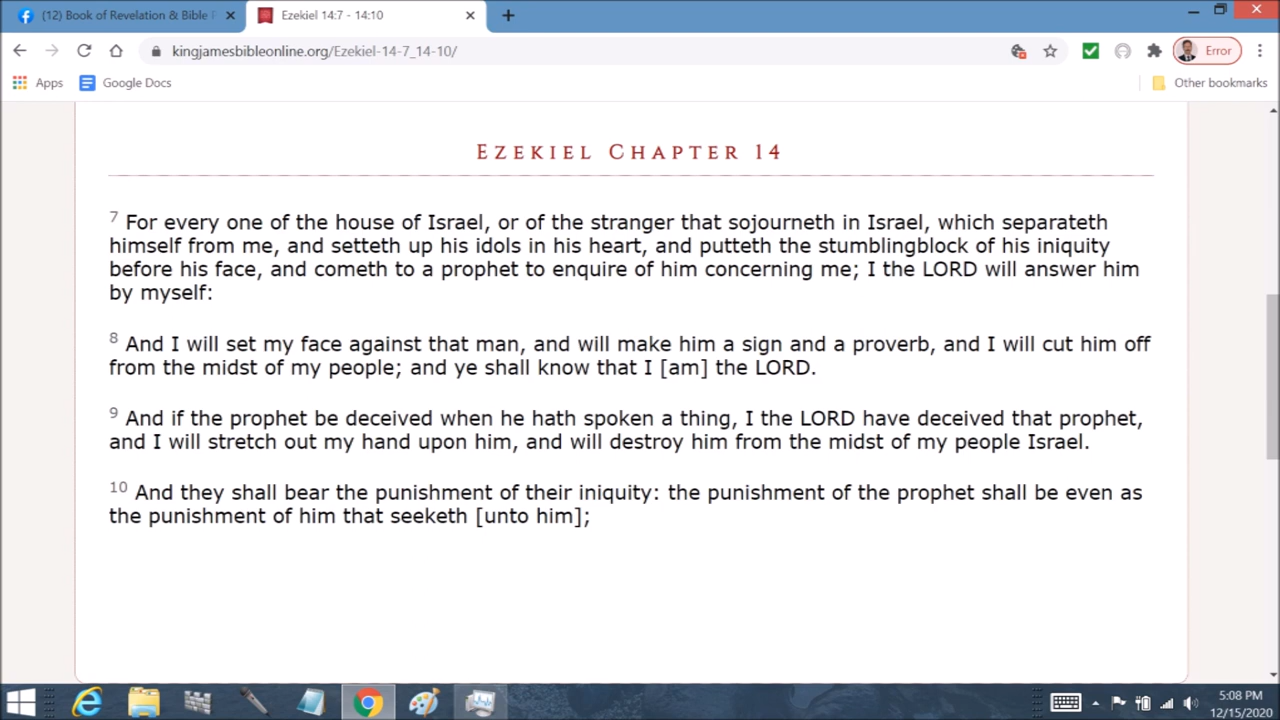 (12) Book of Revelation & Bible
Ezekiel 14:7 - 14:10
kingjamesbibleonline.org/Ezekiel-14-7_14-10/
Error
Apps
Google Docs
Other bookmarks
EZEKIEL CHAPTER 14
7 For every one of the house of Israel, or of the stranger that sojourneth in Israel, which separateth
himself from me, and setteth up his idols in his heart, and putteth the stumblingblock of his iniquity
before his face, and cometh to a prophet to enquire of him concerning me; I the LORD will answer him
by myself:
8 And I will set my face against that man, and will make him a sign and a proverb, and I will cut him off
from the midst of my people; and ye shall know that I [am] the LORD.
9 And if the prophet be deceived when he hath spoken a thing, I the LORD have deceived that prophet,
and I will stretch out my hand upon him, and will destroy him from the midst of my people Israel.
10 And they shall bear the punishment of their iniquity: the punishment of the prophet shall be even as
the punishment of him that seeketh [unto him];
5:08 PM
12/15/2020